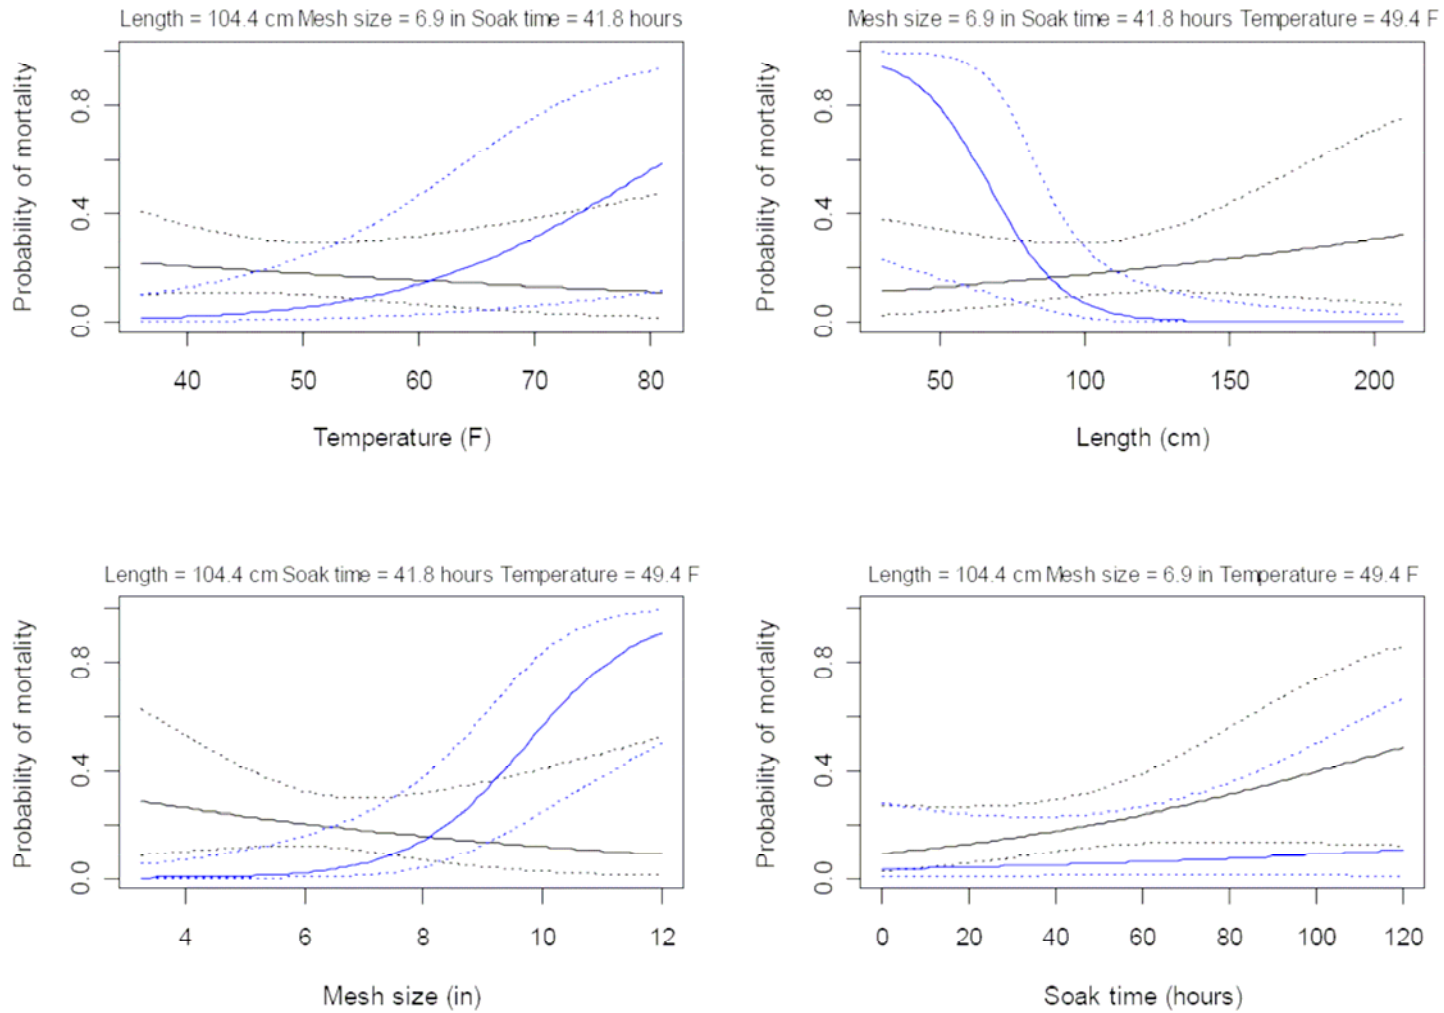 Length = 104.4 cm Mesh size = 6.9 in Soak time = 41.8 hours
Probability of mortality
0.8
0.4
0.0
40 50 60 70 80
Temperature (F)
Mesh size = 6.9 in Soak time = 41.8 hours Temperature = 49.4 F
Probability of mortality
0.8
0.4
0.0
50 100 150 200
Length (cm)
Length = 104.4 cm Soak time = 41.8 hours Temperature = 49.4 F
Probability of mortality
0.8
0.4
0.0
4 6 8 10 12
Mesh size (in)
Length = 104.4 cm Mesh size = 6.9 in Temperature = 49.4 F
Probability of mortality
0.8
0.4
0.0
0 20 40 60 80 100 120
Soak time (hours)